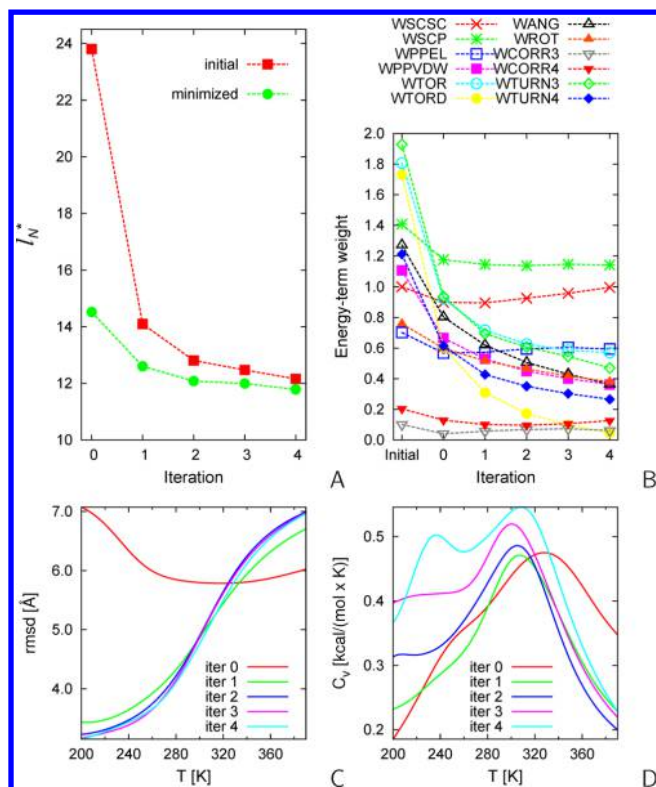 24
22
20
18
16
14
12
10
l_N*
initial
minimized
0 1 2 3 4
Iteration
A
WSCSC
WSCP
WPPEL
WPPVDW
WTOR
WTORD
WANG
WROT
WCORR3
WCORR4
WTURN3
WTURN4
2.0
1.8
1.6
1.4
1.2
1.0
0.8
0.6
0.4
0.2
0.0
Energy-term weight
Initial 0 1 2 3 4
Iteration
B
7.0
6.0
5.0
4.0
rmsd [Å]
iter 0
iter 1
iter 2
iter 3
iter 4
200 240 280 320 360
T [K]
C
0.5
0.4
0.3
0.2
C_v [kcal/(mol x K)]
iter 0
iter 1
iter 2
iter 3
iter 4
200 240 280 320 360
T [K]
D